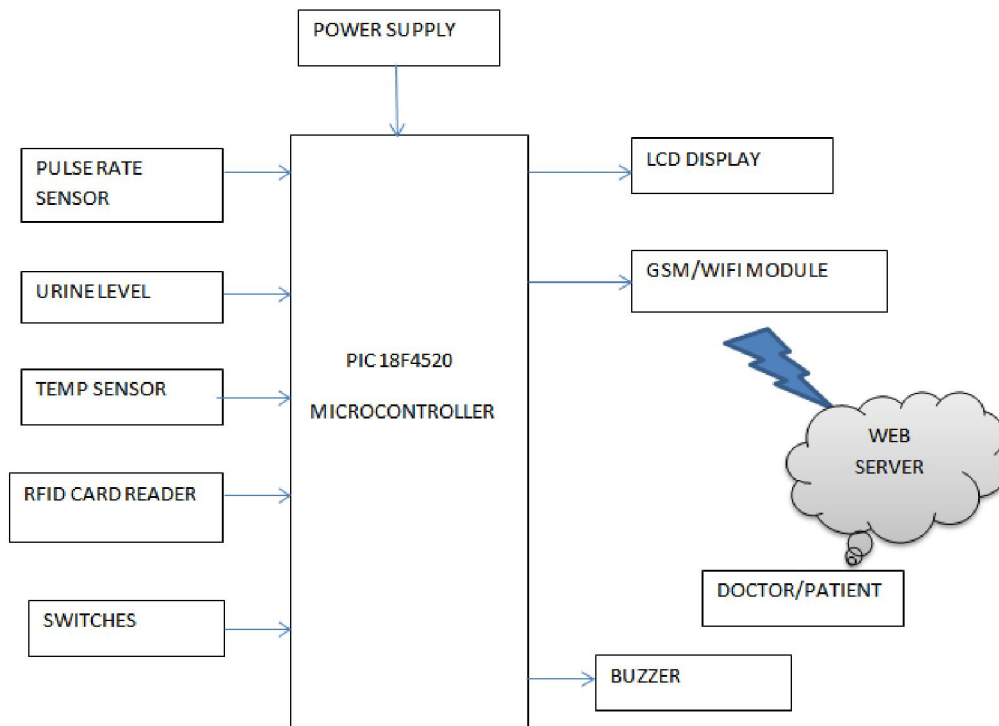 POWER SUPPLY
PULSE RATE
SENSOR
URINE LEVEL
TEMP SENSOR
RFID CARD READER
SWITCHES
PIC 18F4520
MICROCONTROLLER
LCD DISPLAY
GSM/WIFI MODULE
WEB
SERVER
DOCTOR/PATIENT
BUZZER